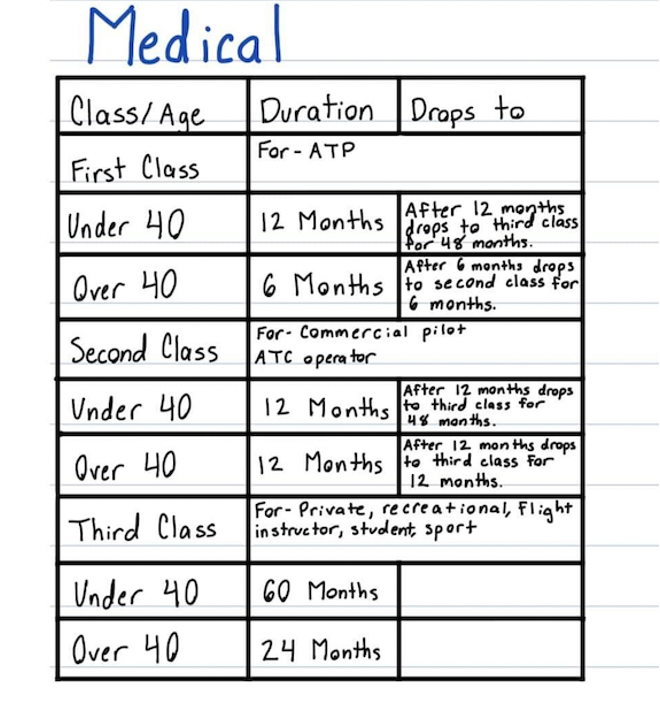 Medical
Class/Age Duration Drops to
First Class For - ATP
Under 40 12 Months After 12 months
drops to third class
for 48 months.
Over 40 6 Months After 6 months drops
to second class for
6 months.
Second Class For - Commercial pilot
ATC operator
Under 40 12 Months After 12 months drops
to third class for
48 months.
Over 40 12 Months After 12 months drops
to third class for
12 months.
Third Class For - Private, recreational, flight
instructor, student, sport
Under 40 60 Months
Over 40 24 Months